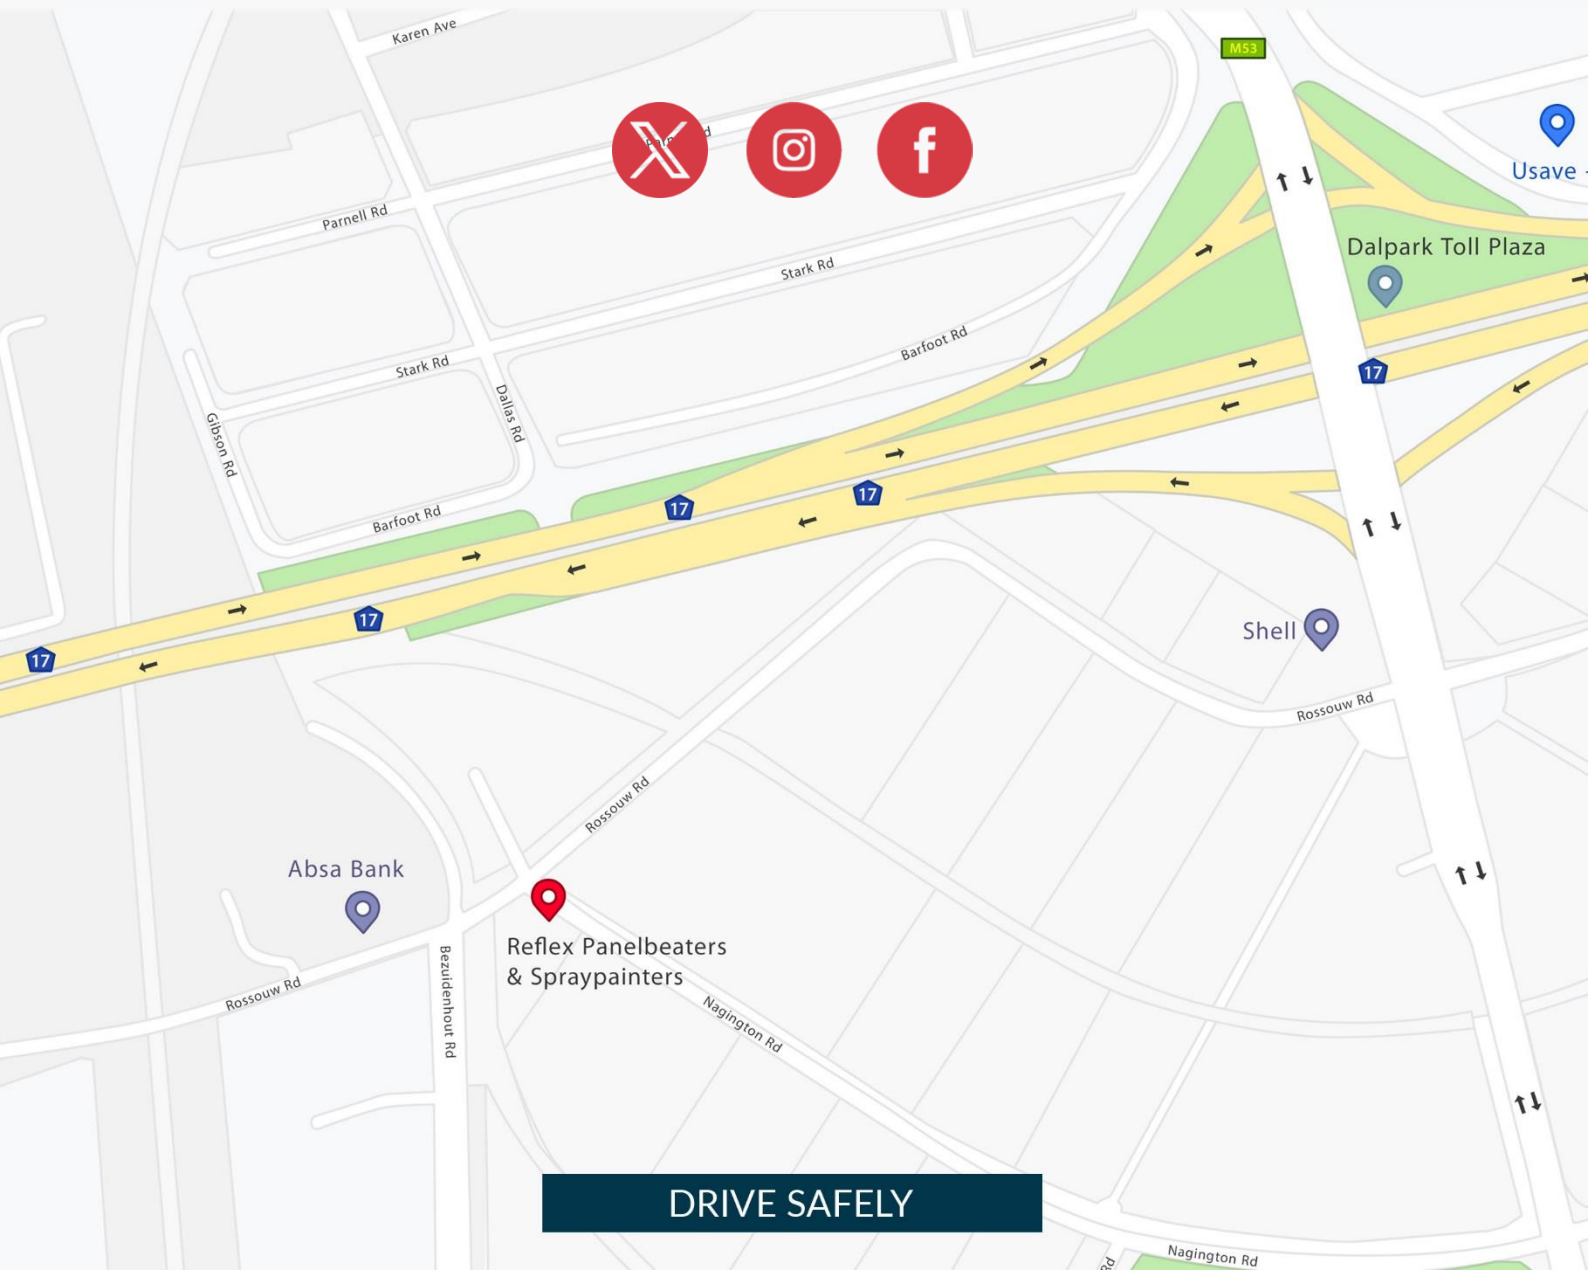 Karen Ave
M53
Usave -
Parnell Rd
Dalpark Toll Plaza
Stark Rd
Barfoot Rd
Stark Rd
17
Dallas Rd
Gibson Rd
17
17
Barfoot Rd
17
17
Shell
Rossouw Rd
Rossouw Rd
Absa Bank
Reflex Panelbeaters
& Spraypainters
Rossouw Rd
Bezuidenhout Rd
Nagington Rd
DRIVE SAFELY
Nagington Rd
Rd